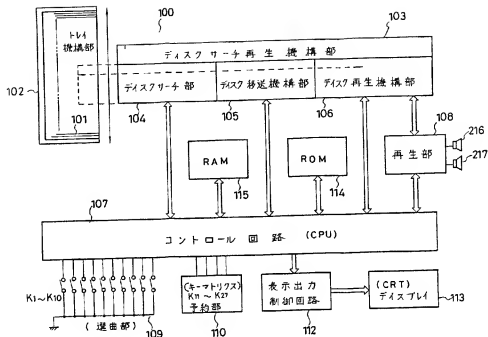 100
103
ディスクサーチ再生機構部
トレイ
機構部
102
101
ディスクサーチ部
ディスク移送機構部
ディスク再生機構部
104
105
106
108
216
217
RAM
115
ROM
114
再生部
107
コントロール回路 (CPU)
K1〜K10
(選曲部)
109
(キーマトリクス)
K11〜K27
予約部
110
表示出力
制御回路
112
(CRT)
ディスプレイ
113